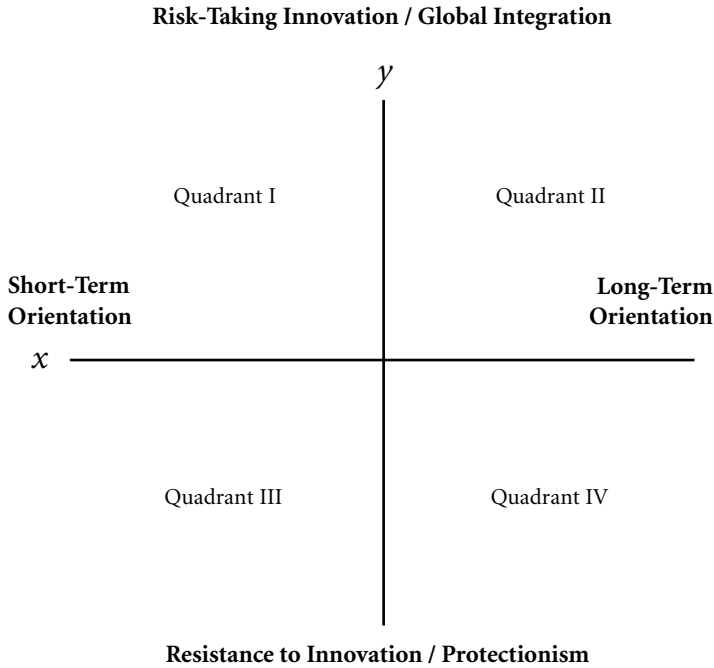 Risk-Taking Innovation / Global Integration
y
Quadrant I
Quadrant II
Short-Term
Orientation
Long-Term
Orientation
x
Quadrant III
Quadrant IV
Resistance to Innovation / Protectionism